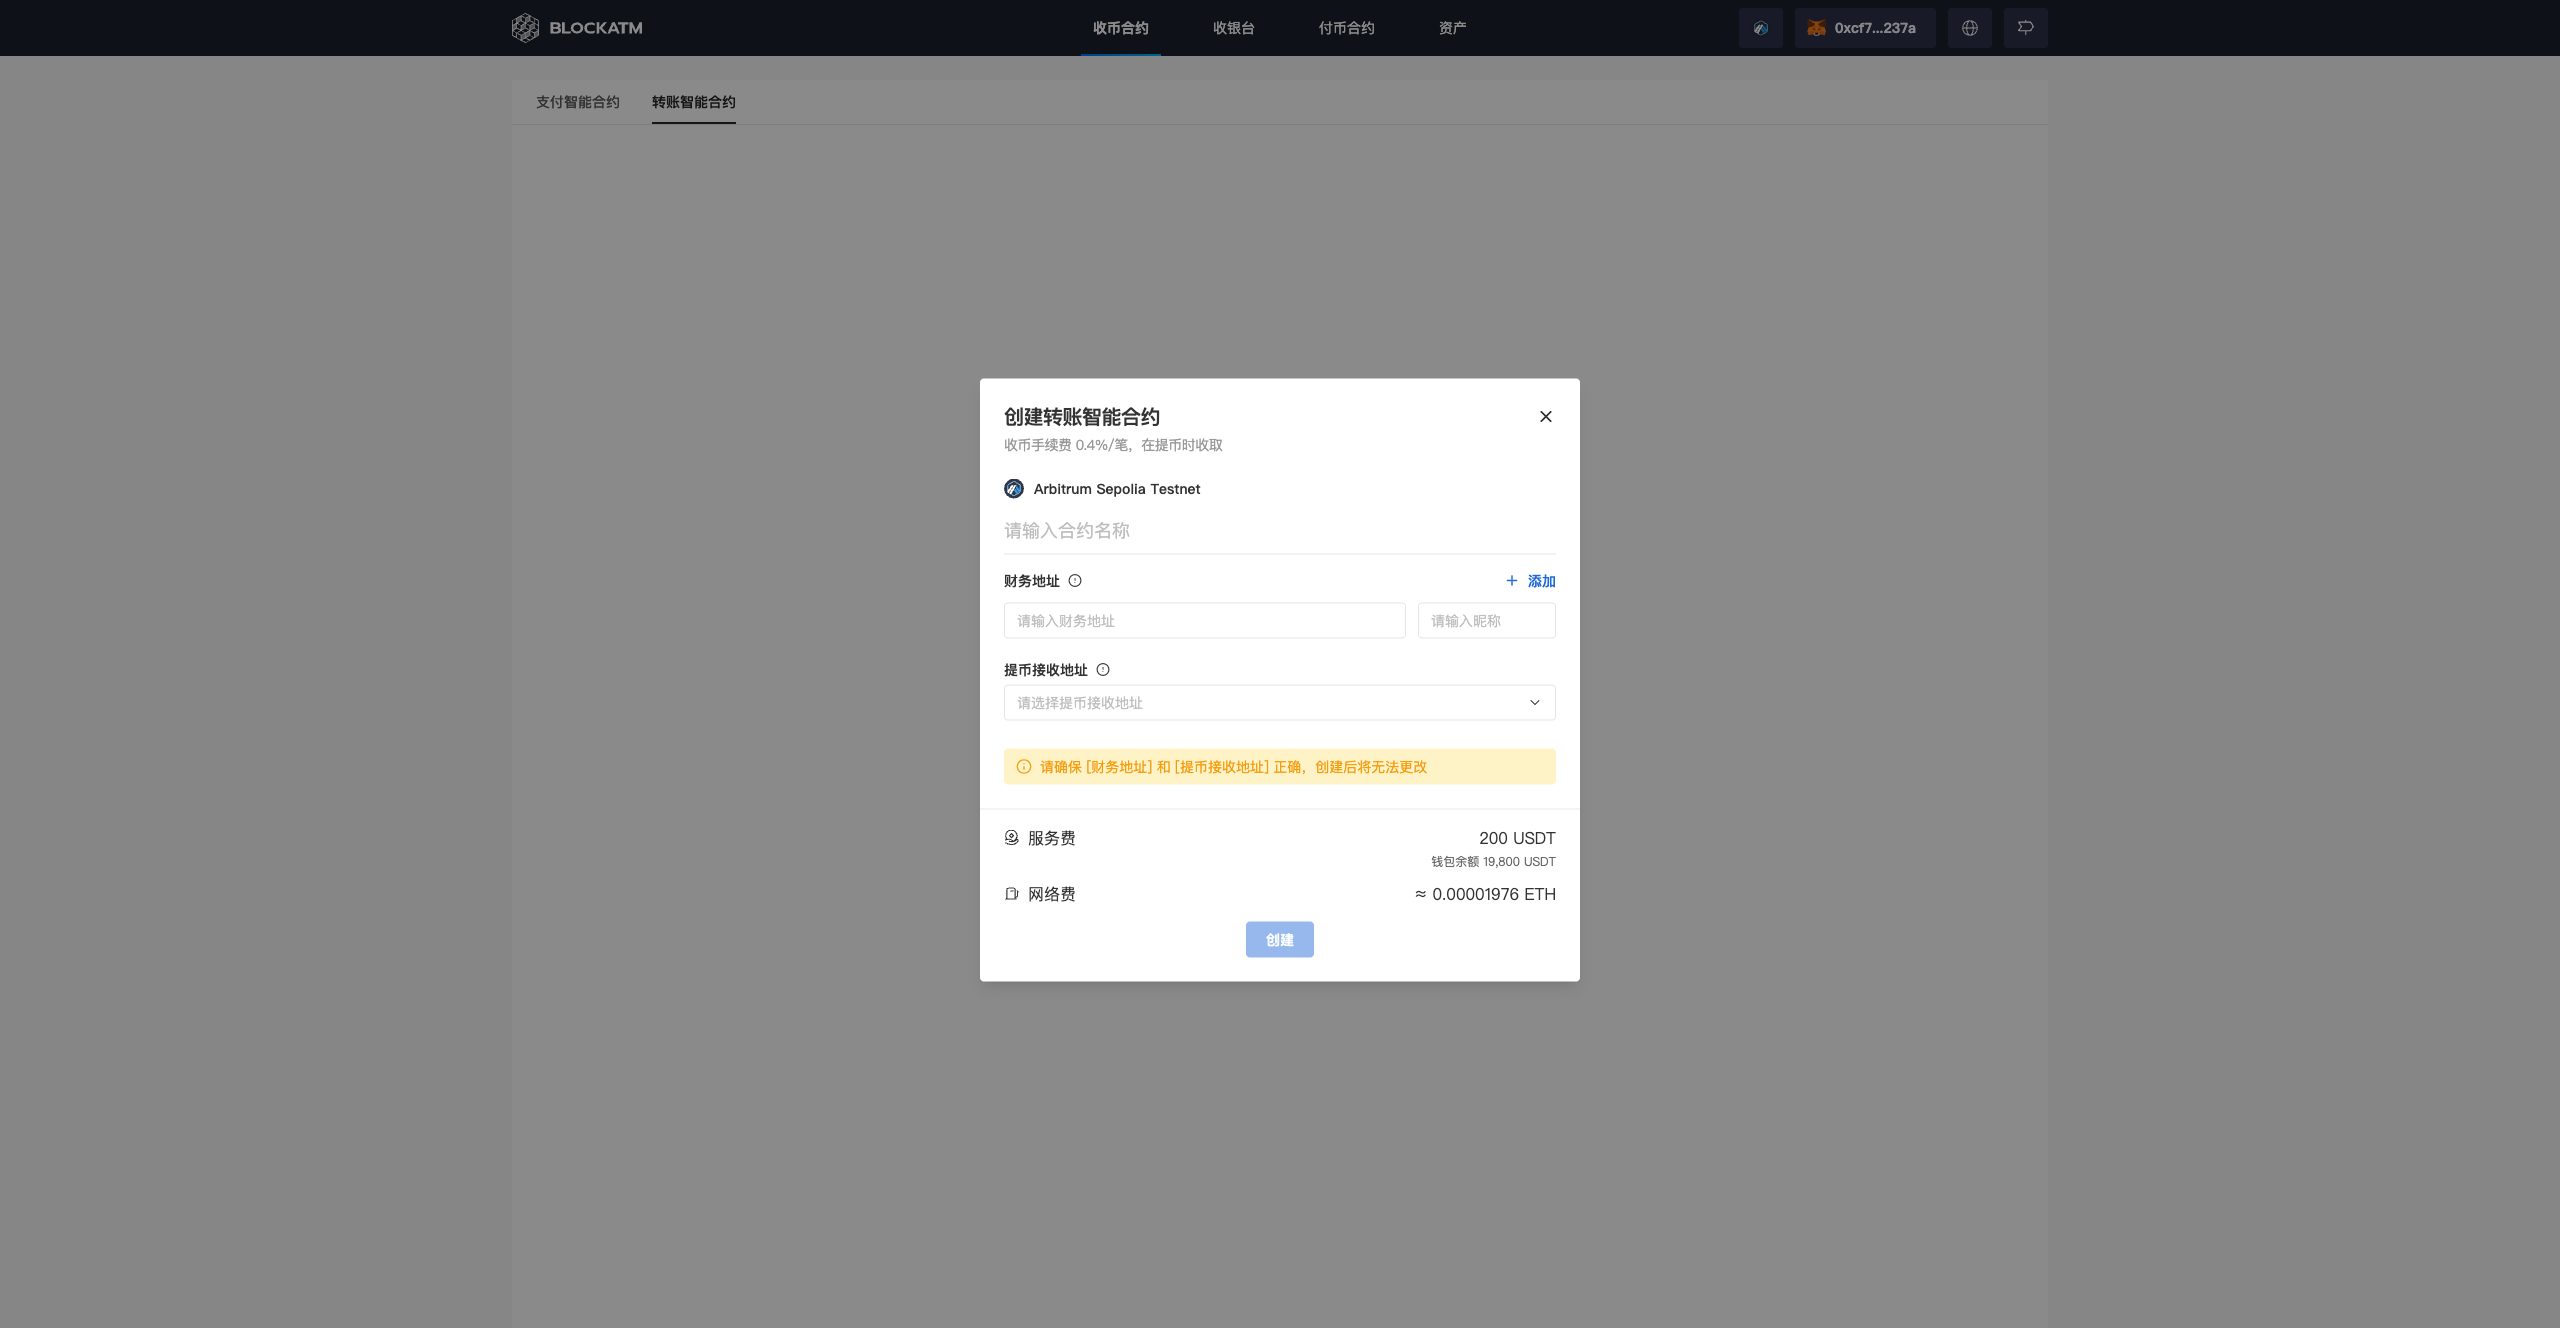 BLOCKATM
收币合约
收银台
付币合约
资产
0xcf7...237a
支付智能合约
转账智能合约
创建转账智能合约
收币手续费 0.4%/笔，在提币时收取
Arbitrum Sepolia Testnet
请输入合约名称
财务地址
添加
请输入财务地址
请输入昵称
提币接收地址
请选择提币接收地址
请确保 [财务地址] 和 [提币接收地址] 正确，创建后将无法更改
服务费
200 USDT
钱包余额 19,800 USDT
网络费
≈ 0.00001976 ETH
创建